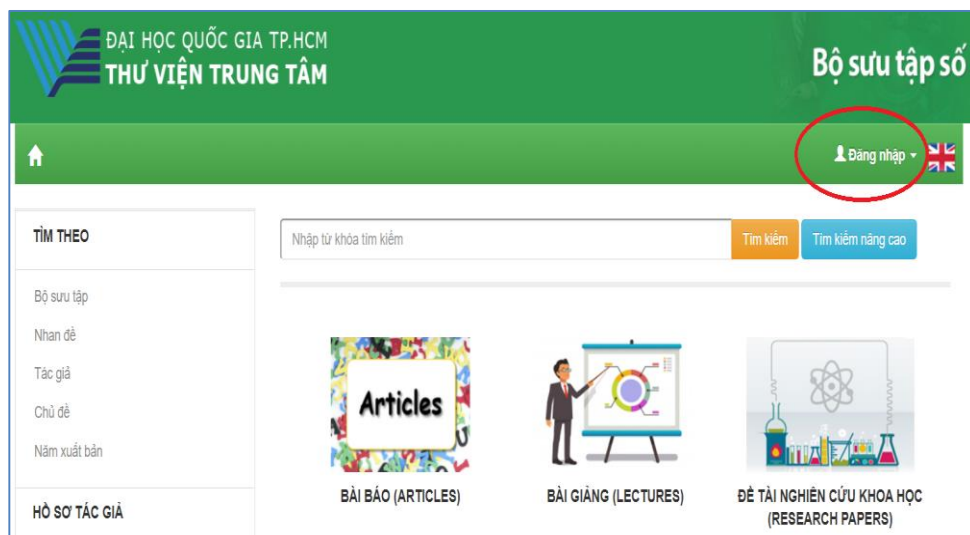 ĐẠI HỌC QUỐC GIA TP.HCM
THƯ VIỆN TRUNG TÂM
Bộ sưu tập số
Đăng nhập
TÌM THEO
Nhập từ khóa tìm kiếm
Tìm kiếm
Tìm kiếm nâng cao
Bộ sưu tập
Nhan đề
Tác giả
Chủ đề
Năm xuất bản
Articles
BÀI BÁO (ARTICLES)
BÀI GIẢNG (LECTURES)
ĐỀ TÀI NGHIÊN CỨU KHOA HỌC
(RESEARCH PAPERS)
HỒ SƠ TÁC GIẢ